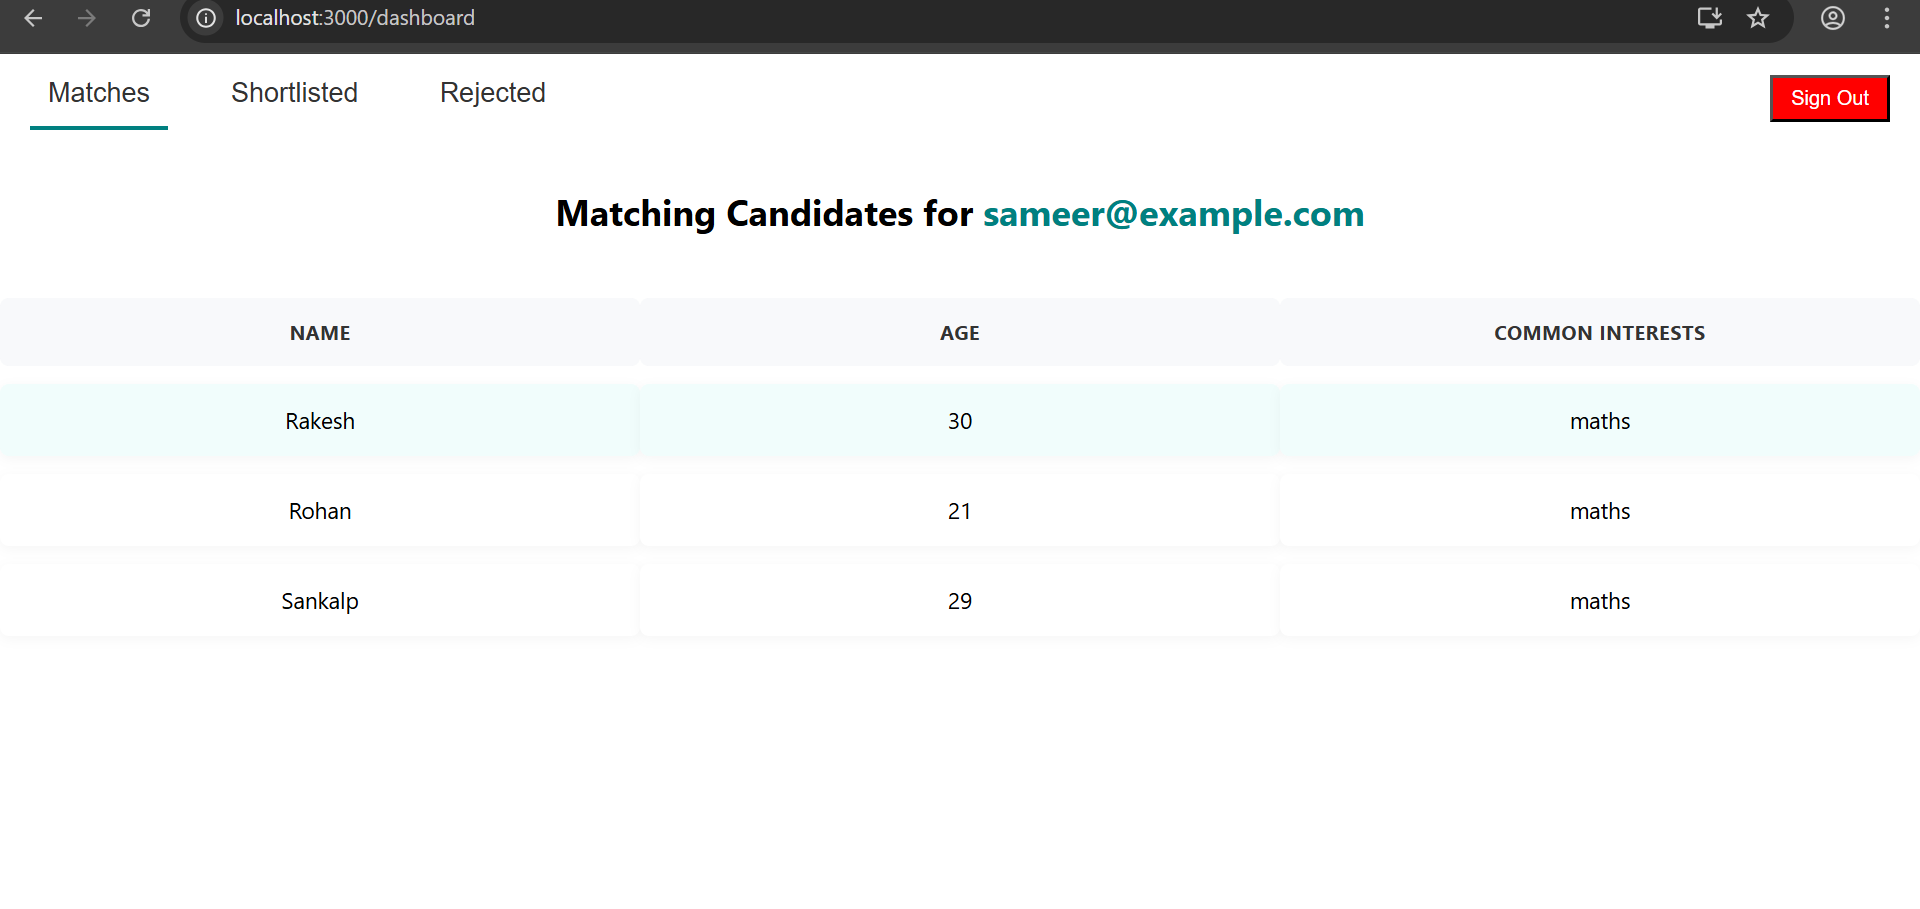 localhost:3000/dashboard
Matches Shortlisted Rejected Sign Out
Matching Candidates for sameer@example.com
NAME AGE COMMON INTERESTS
Rakesh 30 maths
Rohan 21 maths
Sankalp 29 maths